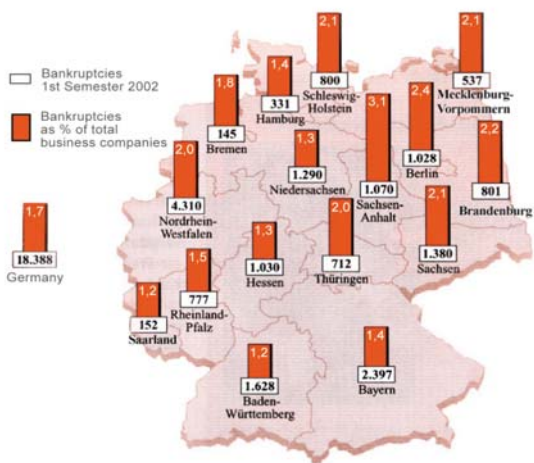 Bankruptcies
1st Semester 2002
Bankruptcies
as % of total
business companies
1,7
18.388
Germany
2,1
800
Schleswig-
Holstein
2,1
537
Mecklenburg-
Vorpommern
1,4
331
Hamburg
1,8
145
Bremen
2,4
1.028
Berlin
3,1
1.070
Sachsen-
Anhalt
2,2
801
Brandenburg
1,3
1.290
Niedersachsen
2,0
4.310
Nordrhein-
Westfalen
2,1
1.380
Sachsen
2,0
712
Thüringen
1,3
1.030
Hessen
1,5
777
Rheinland-
Pfalz
1,2
152
Saarland
1,2
1.628
Baden-
Württemberg
1,4
2.397
Bayern